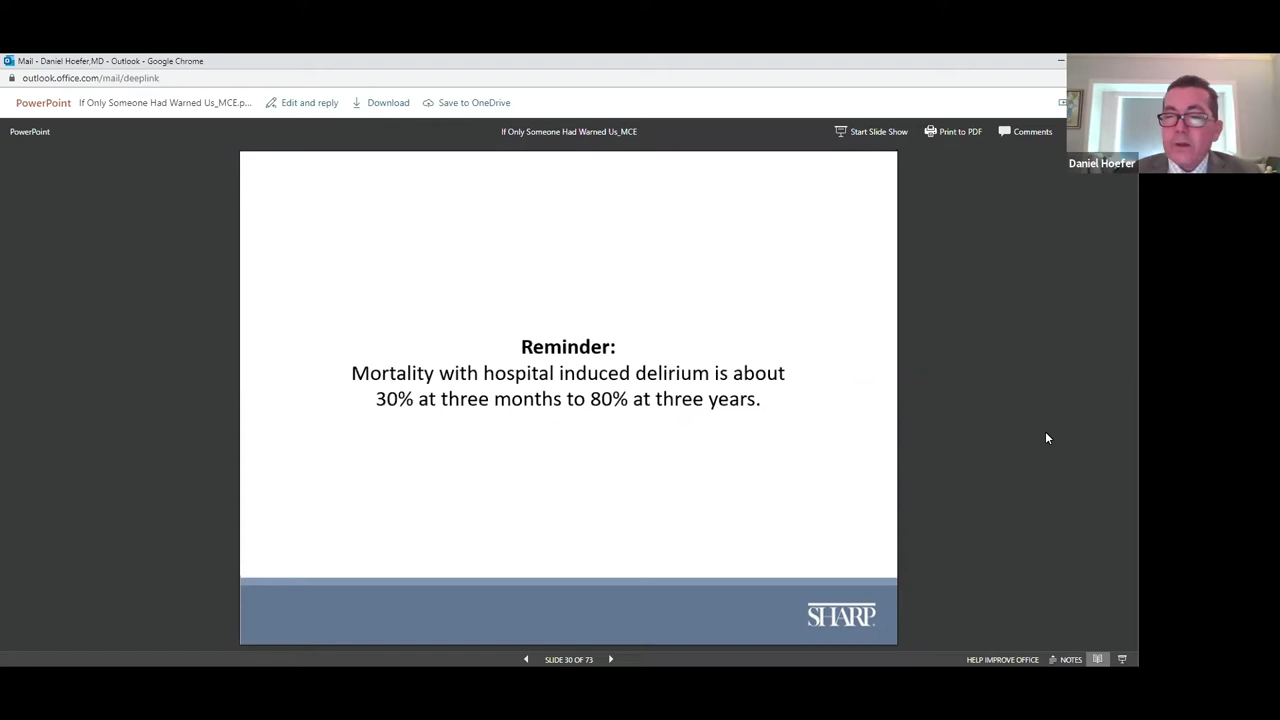 Mail - Daniel Hoefer,MD - Outlook - Google Chrome
outlook.office.com/mail/deeplink
PowerPoint If Only Someone Had Warned Us_MCE.p... Edit and reply Download Save to OneDrive
PowerPoint If Only Someone Had Warned Us_MCE Start Slide Show Print to PDF Comments
Daniel Hoefer
Reminder:
Mortality with hospital induced delirium is about
30% at three months to 80% at three years.
SHARP
SLIDE 30 OF 73 HELP IMPROVE OFFICE NOTES